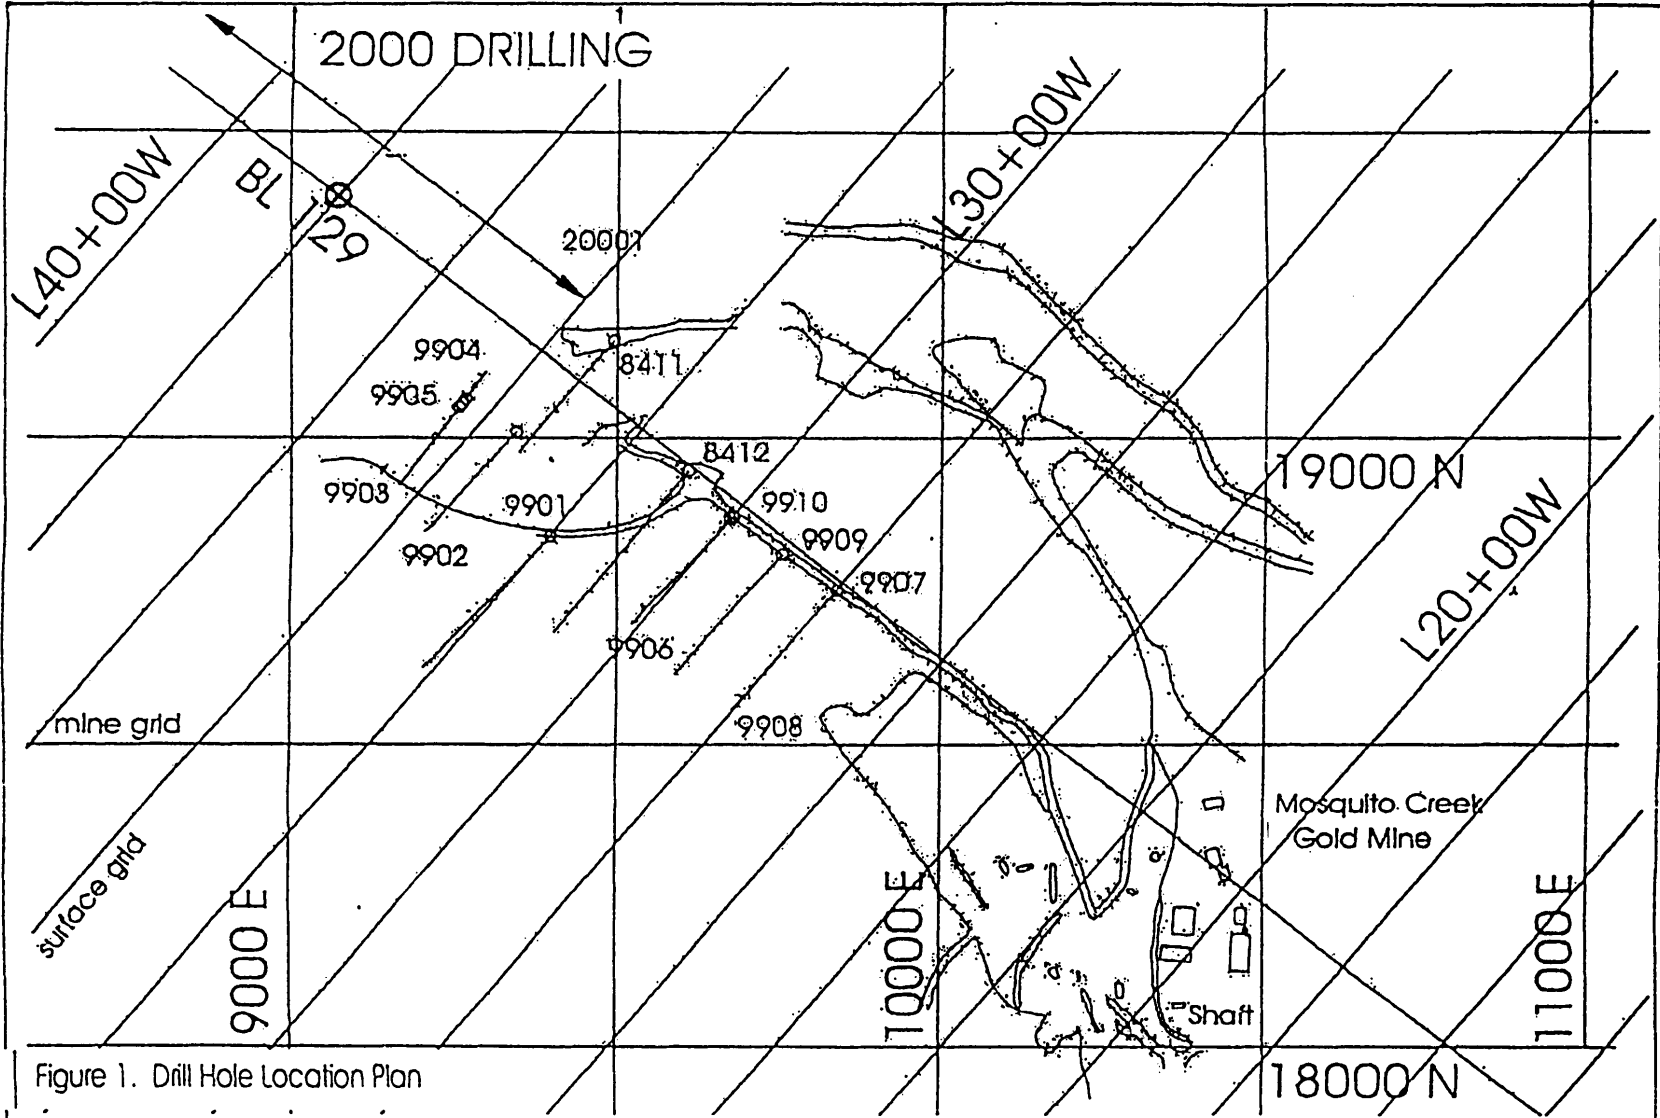 2000 DRILLING
L40+00W
BL
129
L30+00W
20001
9904
8411
9905
8412
19000 N
9903
9901
9910
9902
9909
9907
L20+00W
9906
mine grid
9908
Mosquito Creek
Gold Mine
surface grid
9000 E
10000 E
11000 E
Shaft
Figure 1. Drill Hole Location Plan
18000 N